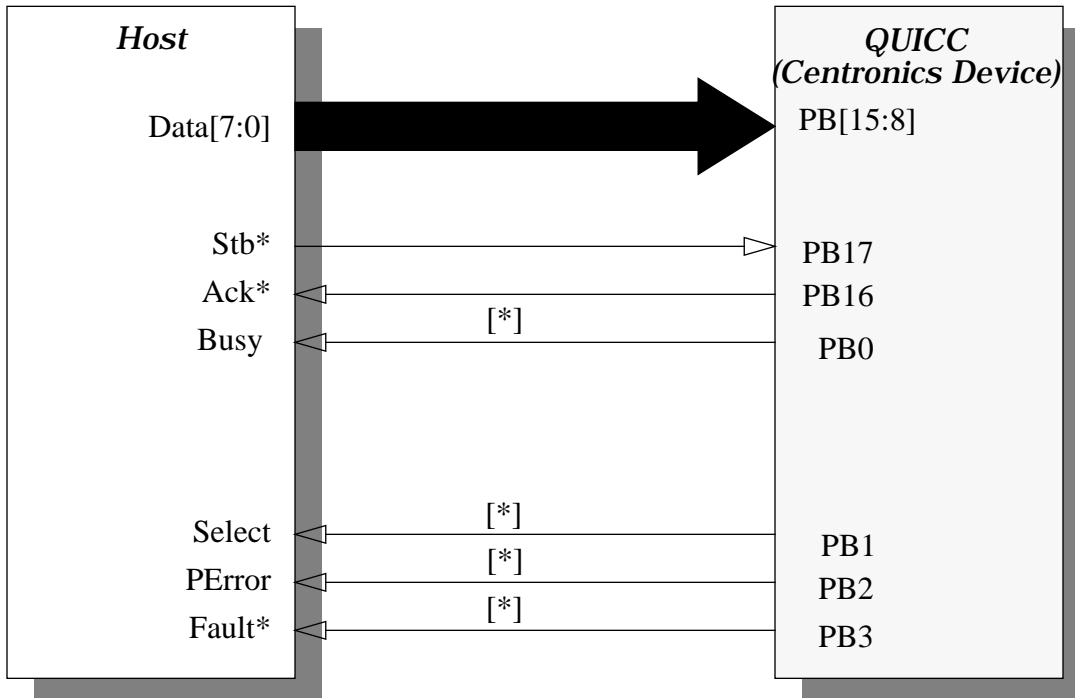 Host
QUICC
(Centronics Device)
Data[7:0]
PB[15:8]
Stb*
PB17
Ack*
PB16
[*]
Busy
PB0
[*]
Select
PB1
[*]
PError
PB2
[*]
Fault*
PB3